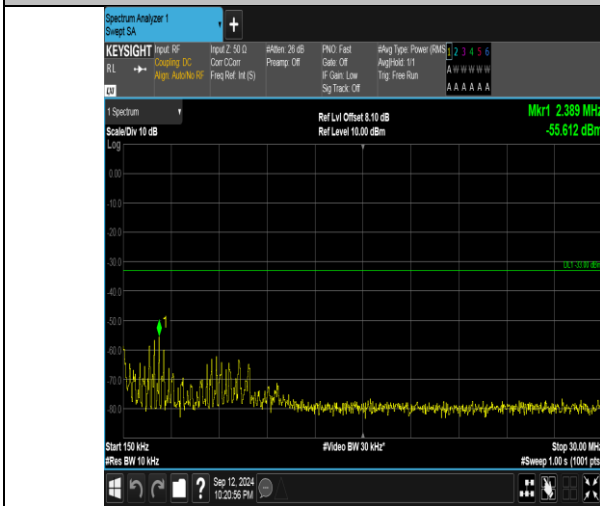 Spectrum Analyzer 1
Swept SA
+
KEYSIGHT Input: RF Input Z: 50 Ω #Atten: 26 dB PNO: Fast #Avg Type: Power (RMS 1 2 3 4 5 6
RL Coupling: DC Corr CCorr Preamp: Off Gate: Off Avg|Hold: 1/1 A W W W W W
Align: Auto/No RF Freq Ref: Int (S) IF Gain: Low Trig: Free Run
Sig Track: Off A A A A A A
1 Spectrum Ref Lvl Offset 8.10 dB Mkr1 2.389 MHz
Scale/Div 10 dB Ref Level 10.00 dBm -55.612 dBm
Log
0.00
-10.0
-20.0
-30.0 DL1 -33.00 dBm
-40.0
1
-50.0
-60.0
-70.0
-80.0
Start 150 kHz #Video BW 30 kHz* Stop 30.00 MHz
#Res BW 10 kHz #Sweep 1.00 s (1001 pts
? Sep 12, 2024
10:20:56 PM